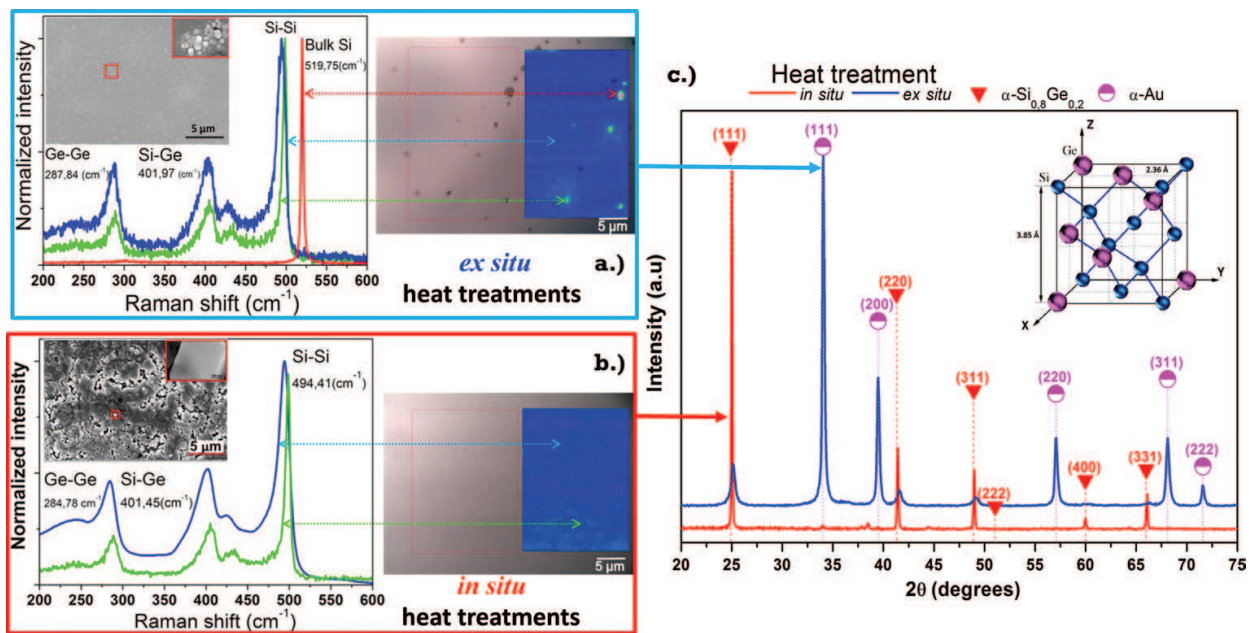 Si-Si
Bulk Si
519,75(cm⁻¹)
5 µm
Ge-Ge
287,84 (cm⁻¹)
Si-Ge
401,97 (cm⁻¹)
Normalized intensity
200 250 300 350 400 450 500 550 600
Raman shift (cm⁻¹)
5 µm
ex situ
a.)
heat treatments
Si-Si
494,41(cm⁻¹)
b.)
5 µm
Ge-Ge
284,78 cm⁻¹)
Si-Ge
401,45(cm⁻¹)
Normalized intensity
200 250 300 350 400 450 500 550 600
Raman shift (cm⁻¹)
5 µm
in situ
heat treatments
c.)
Heat treatment
in situ ex situ α-Si0,8Ge0,2 α-Au
(111)
(111)
(200)
(220)
(311)
(222)
(220)
(400)
(331)
(311)
(222)
Z
Ge
Si
2.36 Å
3.85 Å
Y
X
Intensity (a.u)
20 25 30 35 40 45 50 55 60 65 70 75
2θ (degrees)